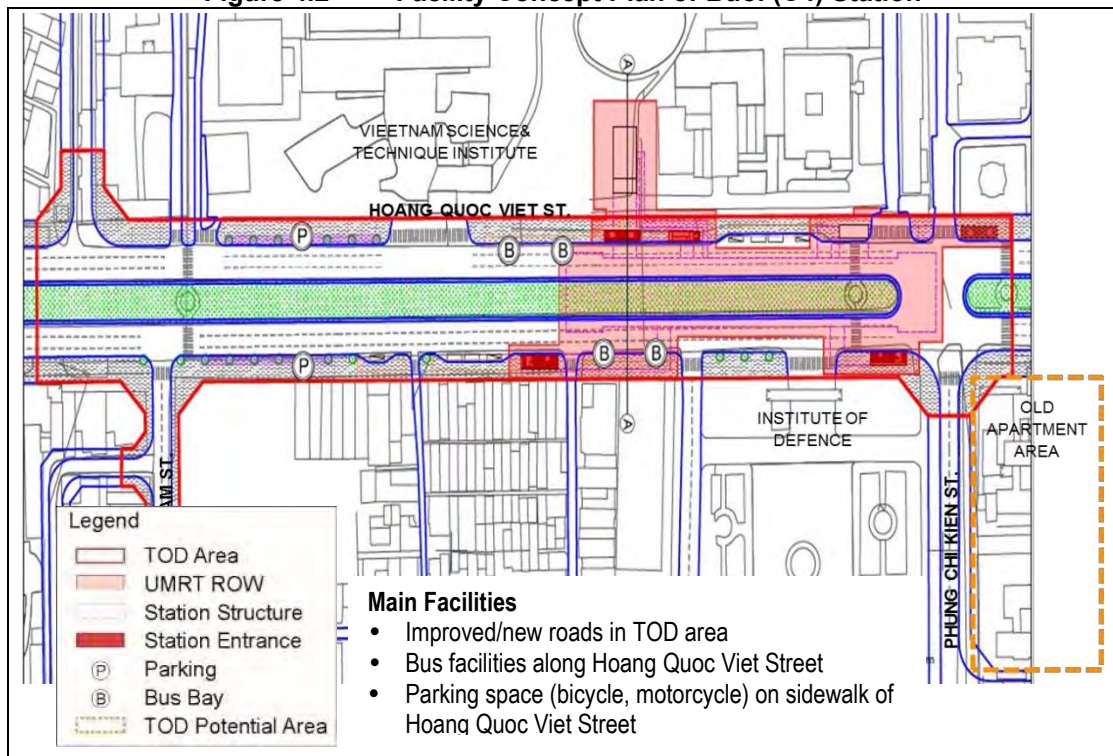 VIEETNAM SCIENCE&
TECHNIQUE INSTITUTE
HOANG QUOC VIET ST.
A
P
B
B
P
B
B
A
INSTITUTE OF
DEFENCE
OLD
APARTMENT
AREA
AM ST.
PHUNG CHI KIEN ST.
Legend
TOD Area
UMRT ROW
Station Structure
Station Entrance
P Parking
B Bus Bay
TOD Potential Area
Main Facilities
• Improved/new roads in TOD area
• Bus facilities along Hoang Quoc Viet Street
• Parking space (bicycle, motorcycle) on sidewalk of
Hoang Quoc Viet Street